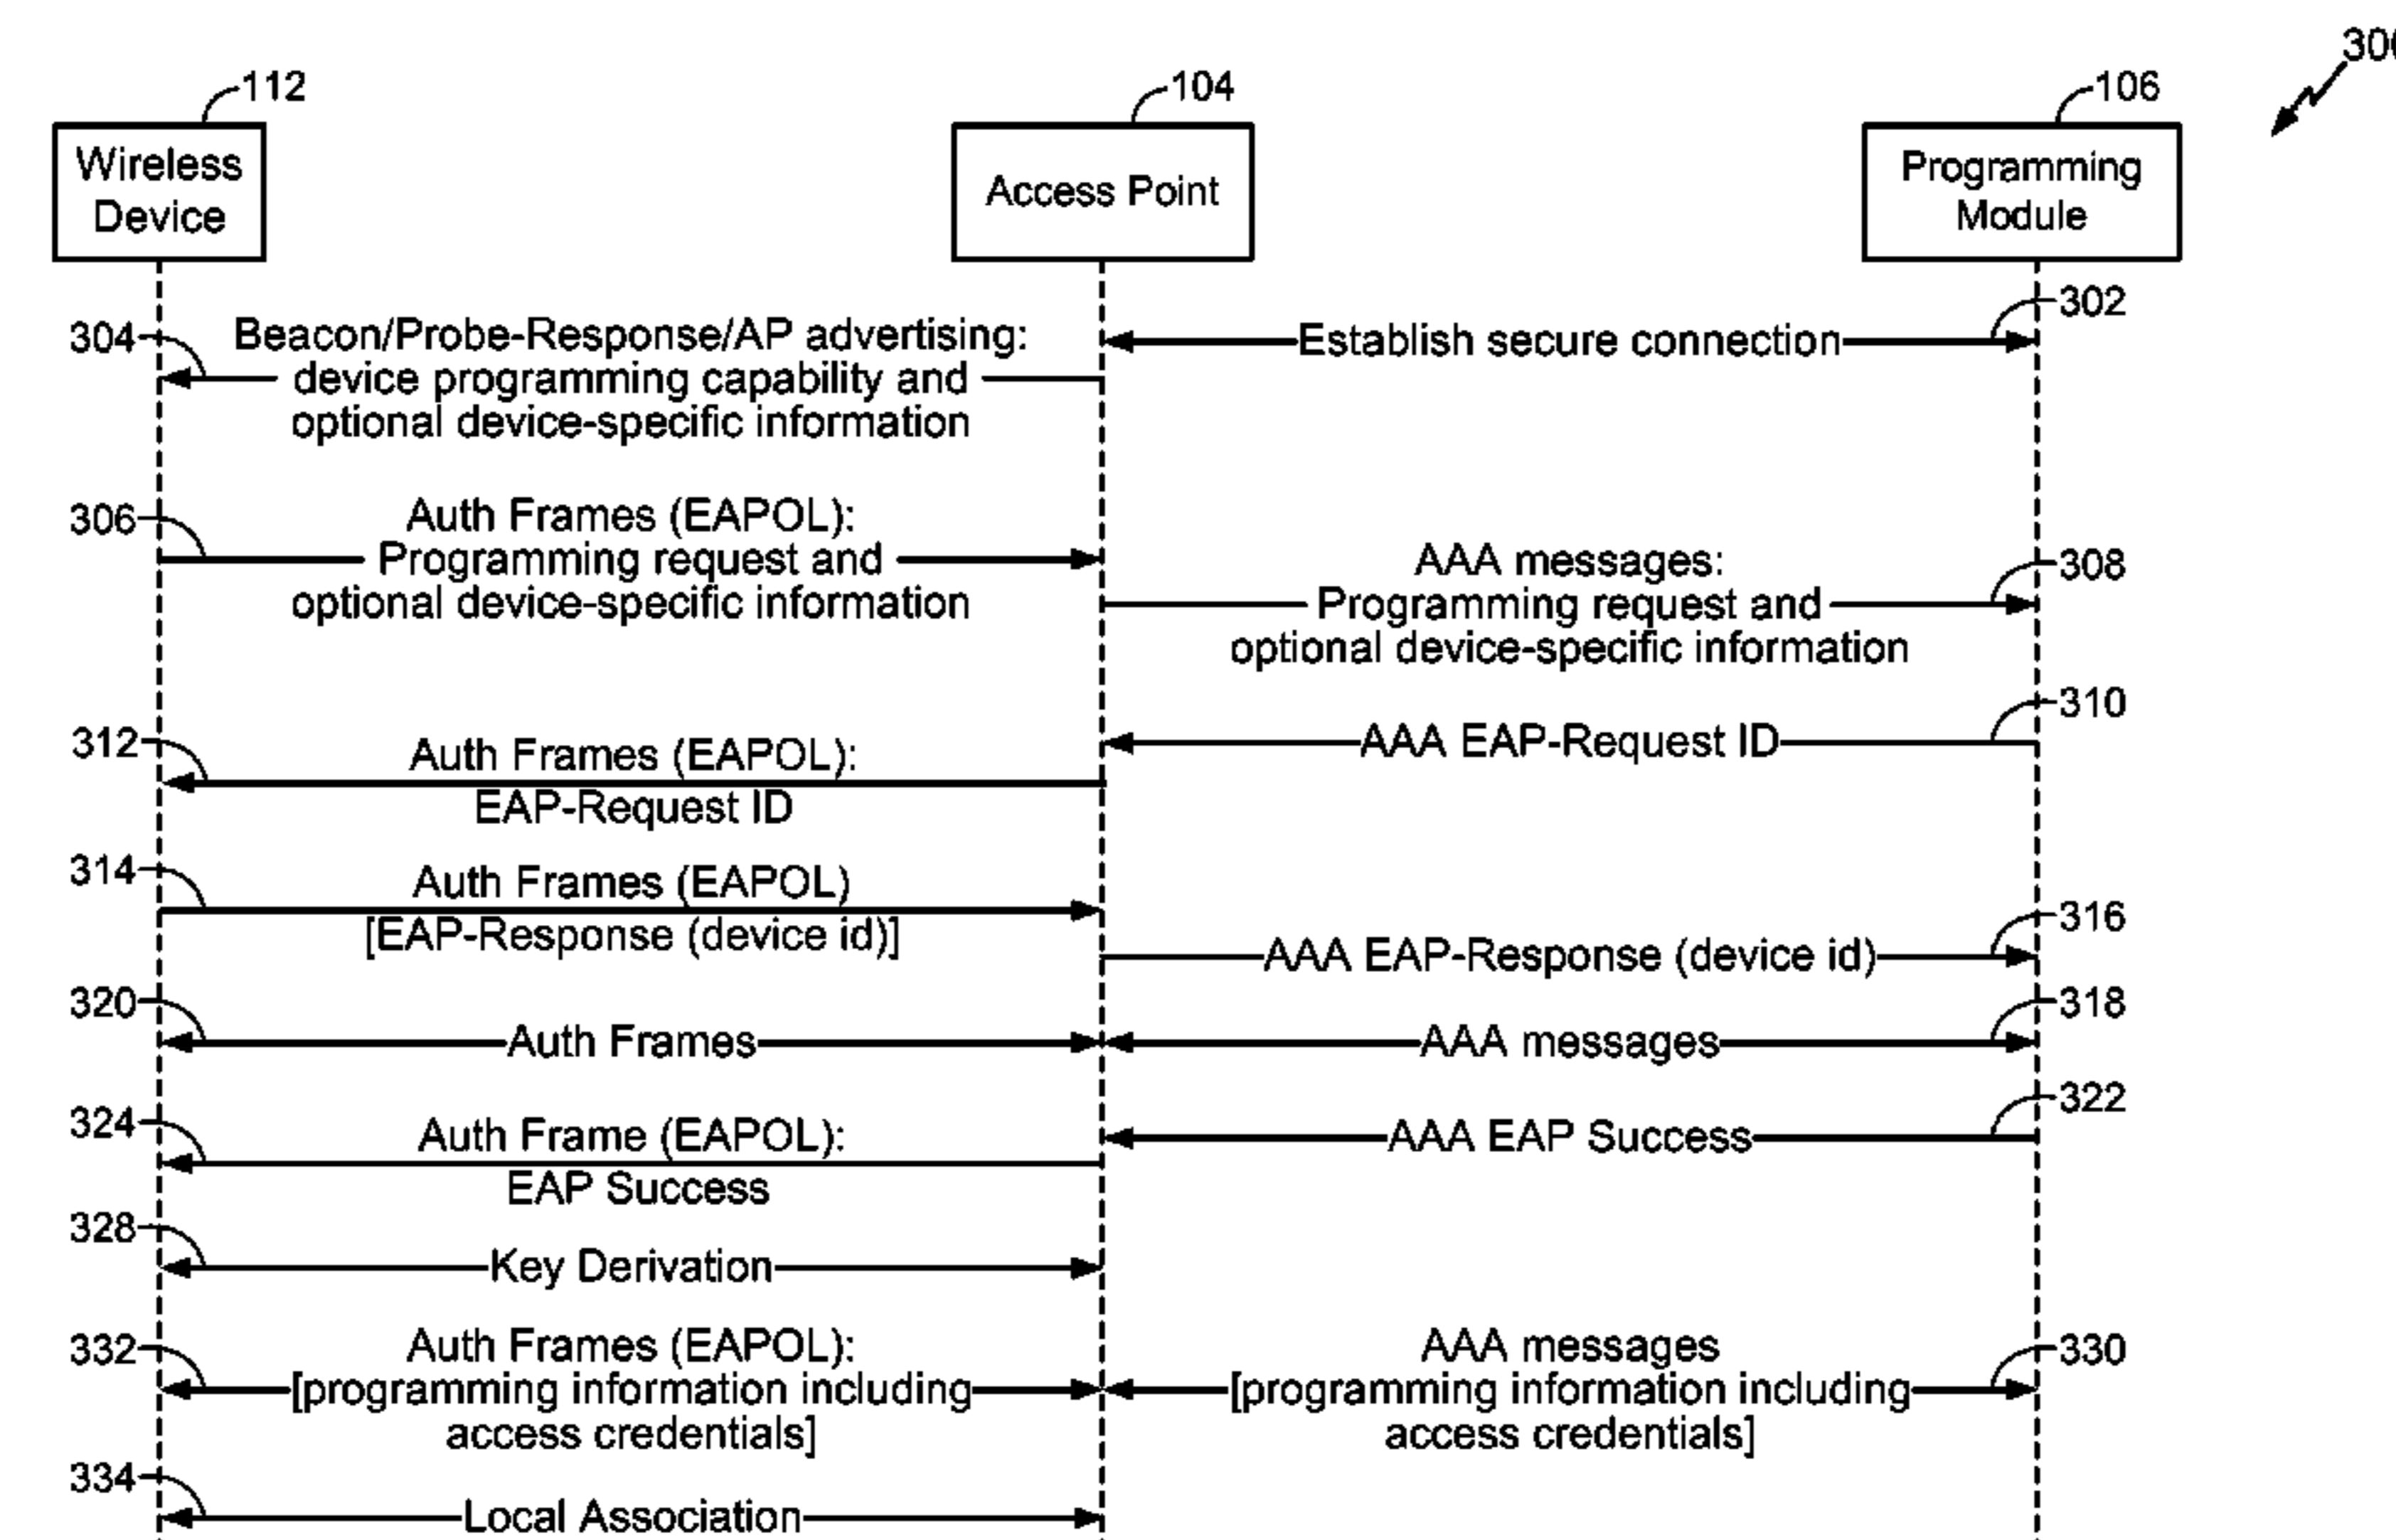 300
112
104
106
Wireless
Device
Access Point
Programming
Module
302
Establish secure connection
304
Beacon/Probe-Response/AP advertising:
device programming capability and
optional device-specific information
306
Auth Frames (EAPOL):
Programming request and
optional device-specific information
308
AAA messages:
Programming request and
optional device-specific information
310
AAA EAP-Request ID
312
Auth Frames (EAPOL):
EAP-Request ID
314
Auth Frames (EAPOL)
[EAP-Response (device id)]
316
AAA EAP-Response (device id)
320
Auth Frames
318
AAA messages
322
AAA EAP Success
324
Auth Frame (EAPOL):
EAP Success
328
Key Derivation
332
Auth Frames (EAPOL):
[programming information including
access credentials]
330
AAA messages
[programming information including
access credentials]
334
Local Association